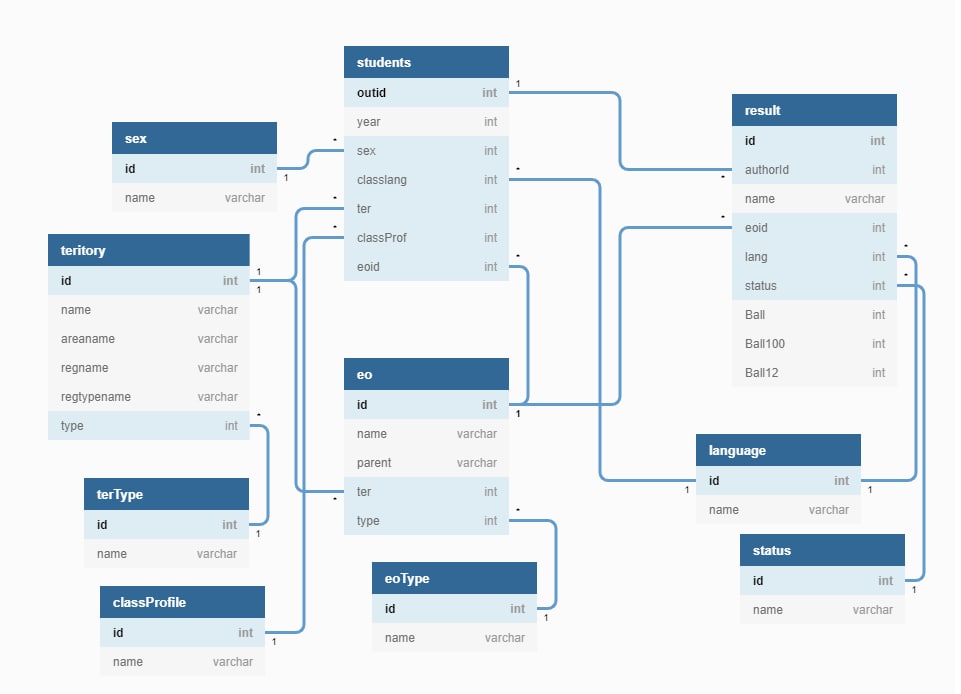 students
outid int
year int
sex int
classlang int
ter int
classProf int
eoid int
1
*
*
*
*
*
result
id int
authorId int
name varchar
eoid int
lang int
status int
Ball int
Ball100 int
Ball12 int
*
*
*
*
sex
id int
name varchar
1
teritory
id int
name varchar
areaname varchar
regname varchar
regtypename varchar
type int
1
1
*
eo
id int
name varchar
parent varchar
ter int
type int
1
*
*
language
id int
name varchar
1
1
terType
id int
name varchar
1
status
id int
name varchar
1
eoType
id int
name varchar
1
classProfile
id int
name varchar
1